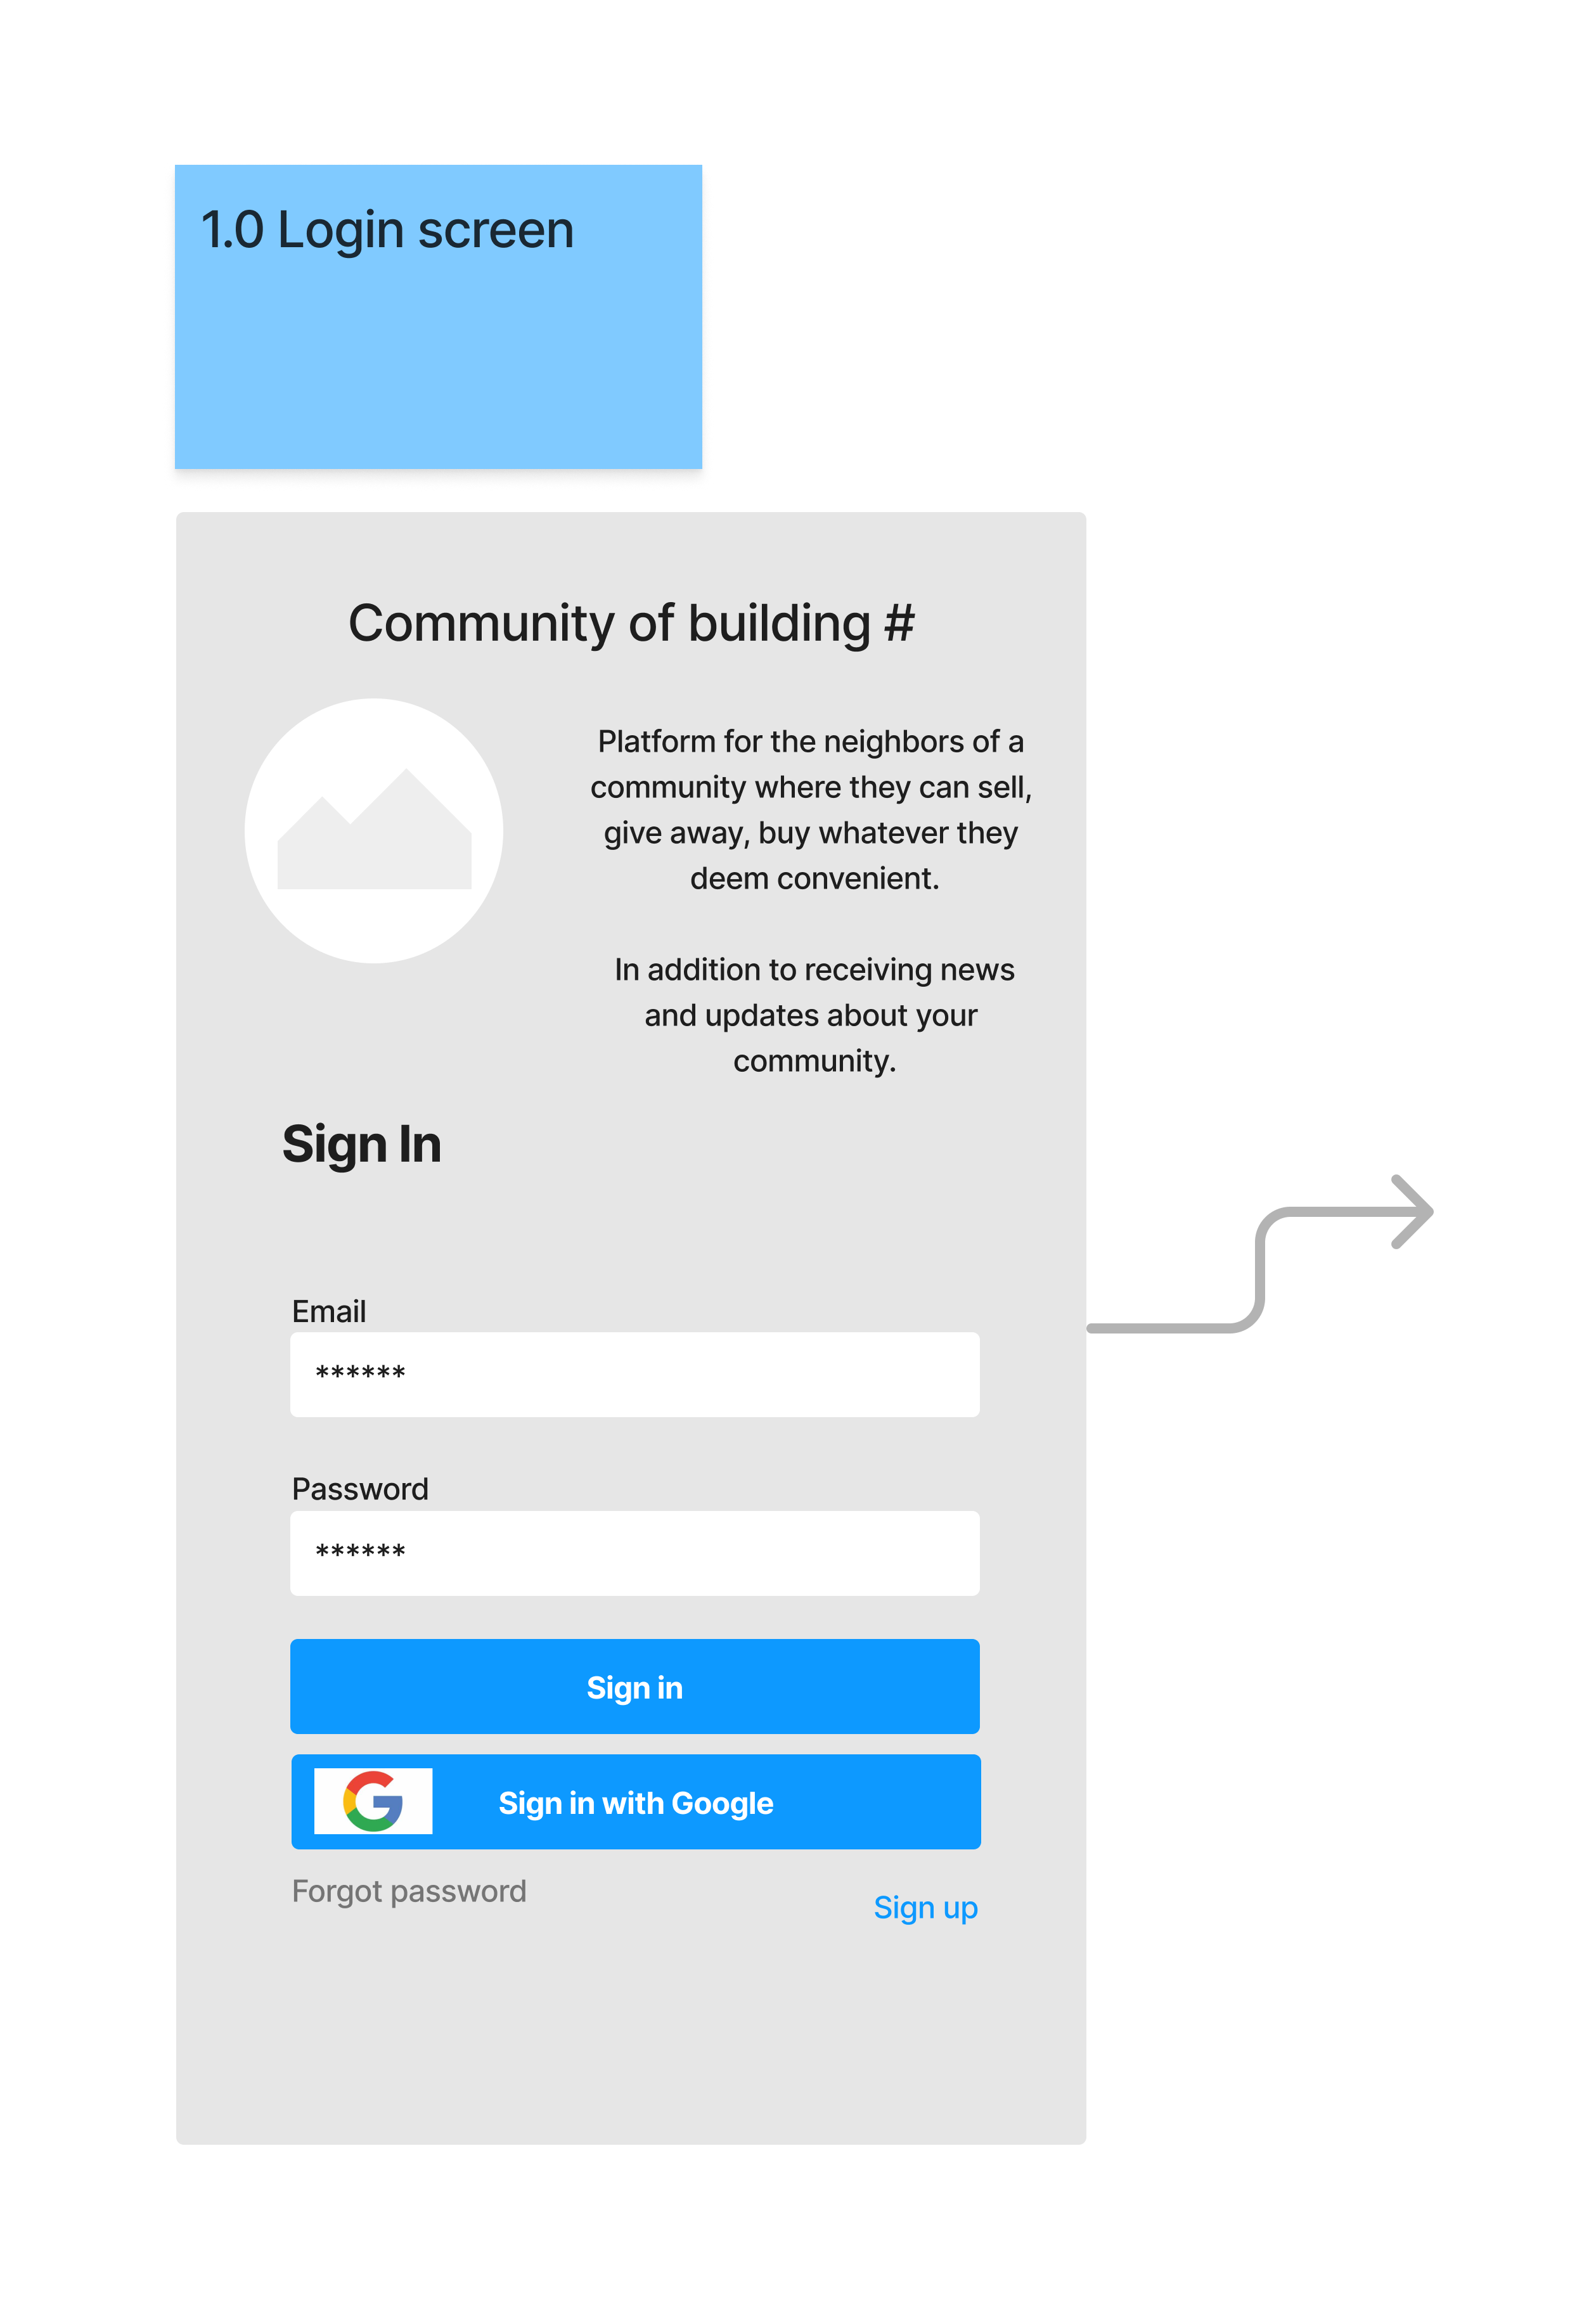 1.0 Login screen
Community of building #
Platform for the neighbors of a
community where they can sell,
give away, buy whatever they
deem convenient.
In addition to receiving news
and updates about your
community.
Sign In
Email
******
Password
******
Sign in
G
Sign in with Google
Forgot password
Sign up